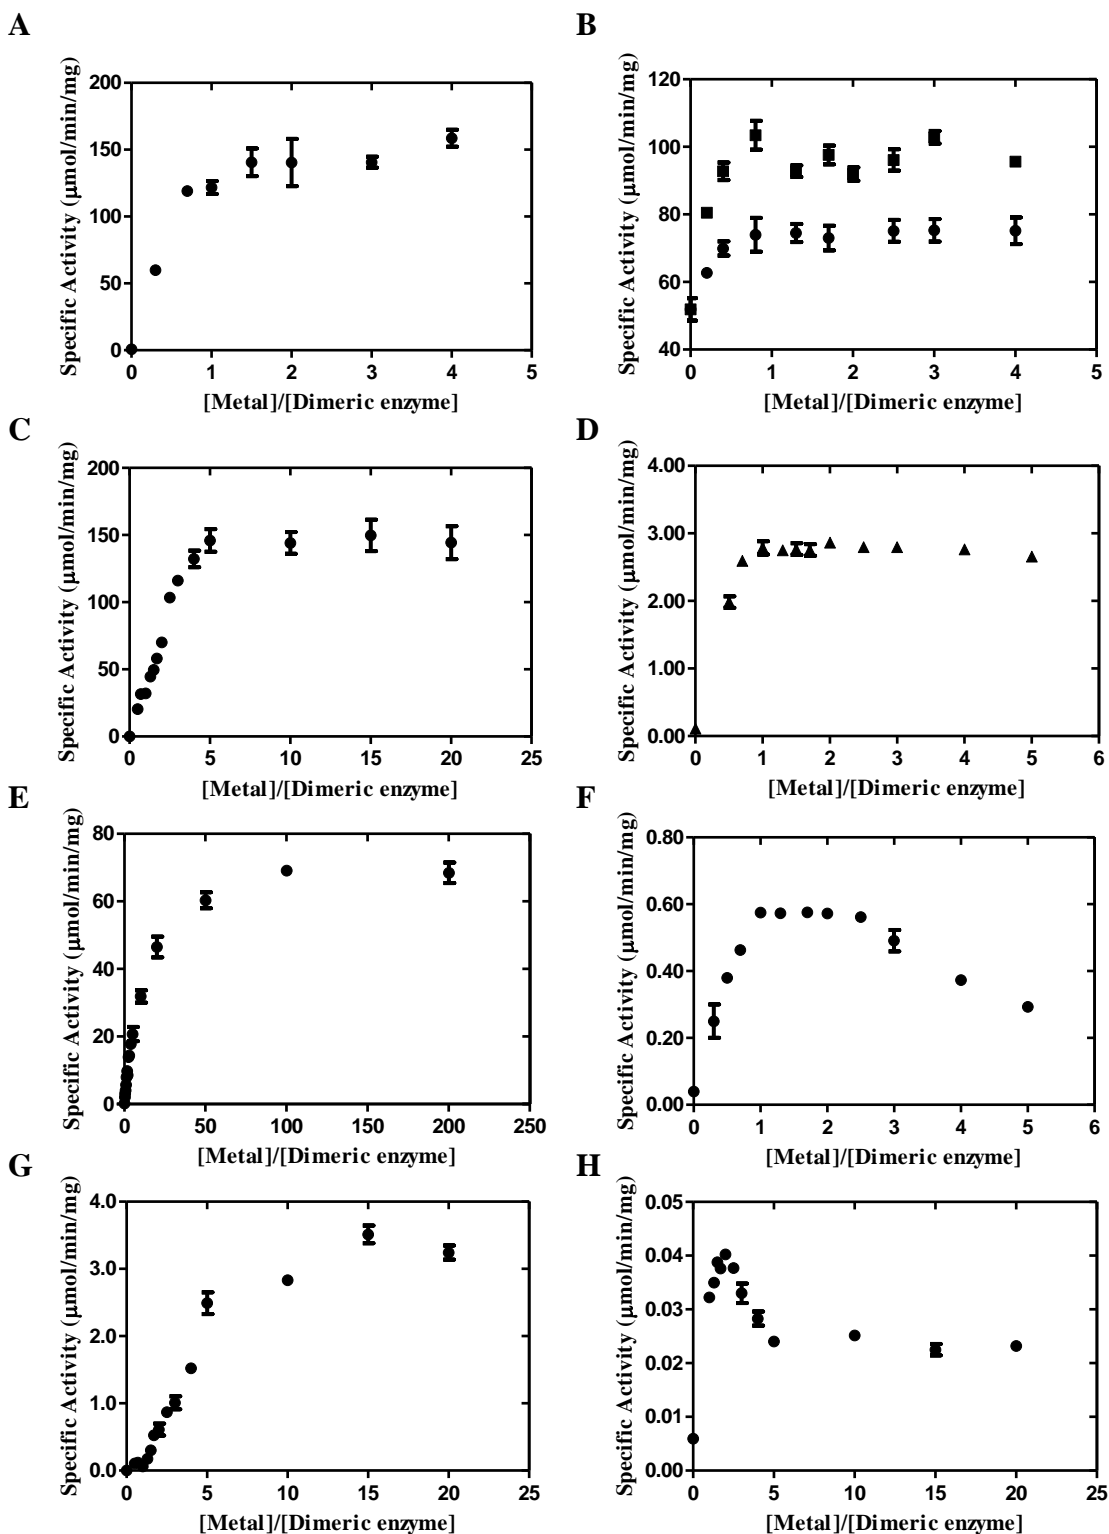 A
Specific Activity (μmol/min/mg)
200
150
100
50
0
0 1 2 3 4 5
[Metal]/[Dimeric enzyme]
B
Specific Activity (μmol/min/mg)
120
100
80
60
40
0 1 2 3 4 5
[Metal]/[Dimeric enzyme]
C
Specific Activity (μmol/min/mg)
200
150
100
50
0
0 5 10 15 20 25
[Metal]/[Dimeric enzyme]
D
Specific Activity (μmol/min/mg)
4.00
3.00
2.00
1.00
0.00
0 1 2 3 4 5 6
[Metal]/[Dimeric enzyme]
E
Specific Activity (μmol/min/mg)
80
60
40
20
0
0 50 100 150 200 250
[Metal]/[Dimeric enzyme]
F
Specific Activity (μmol/min/mg)
0.80
0.60
0.40
0.20
0.00
0 1 2 3 4 5 6
[Metal]/[Dimeric enzyme]
G
Specific Activity (μmol/min/mg)
4.0
3.0
2.0
1.0
0.0
0 5 10 15 20 25
[Metal]/[Dimeric enzyme]
H
Specific Activity (μmol/min/mg)
0.05
0.04
0.03
0.02
0.01
0.00
0 5 10 15 20 25
[Metal]/[Dimeric enzyme]